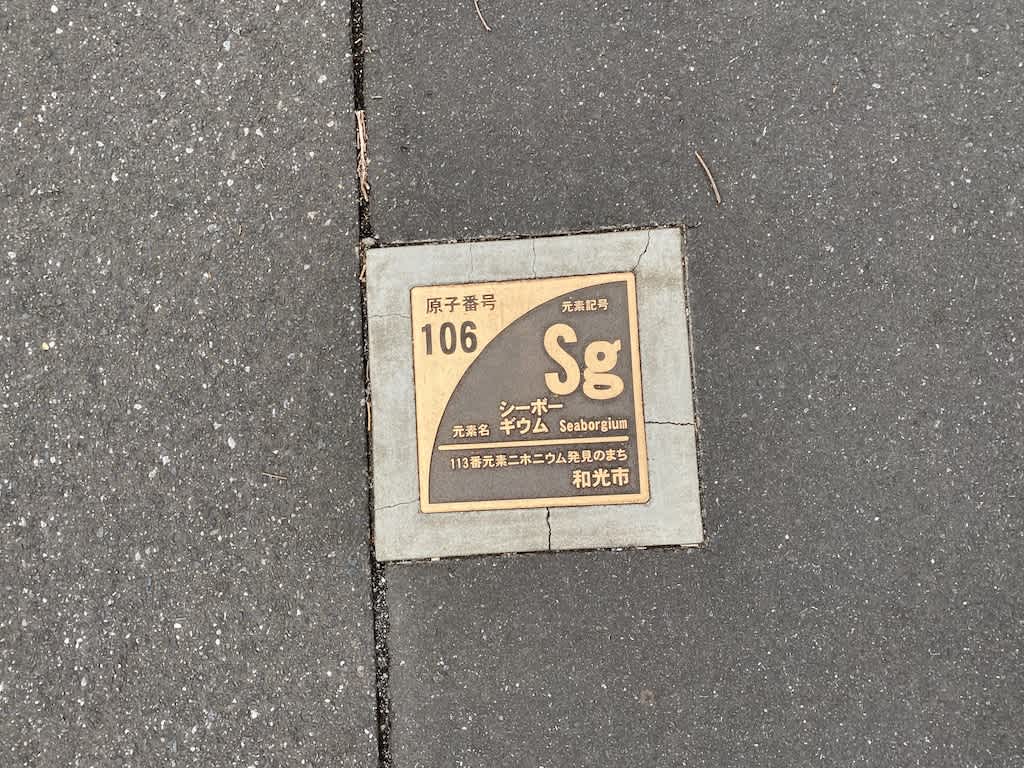 原子番号
106
元素記号
Sg
シーボー
元素名 ギウム Seaborgium
113番元素ニホニウム発見のまち
和光市